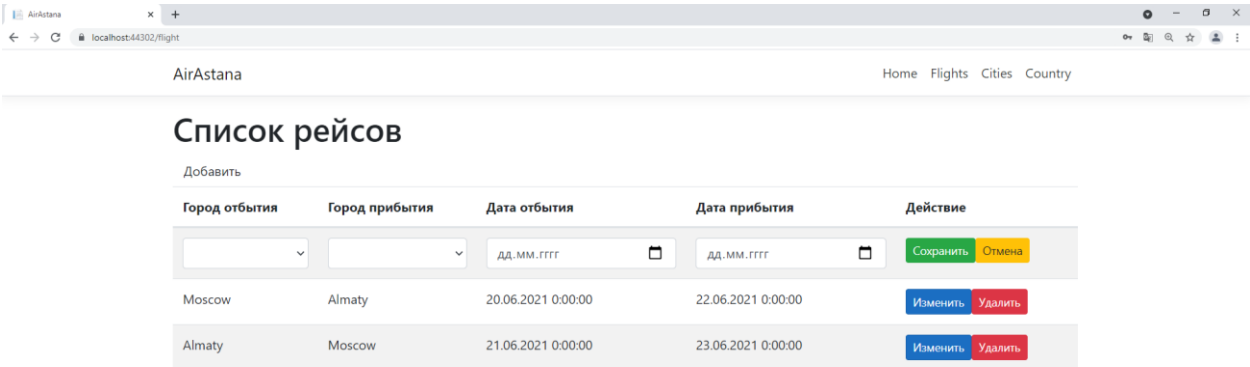 AirAstana
localhost:44302/flight
AirAstana Home Flights Cities Country
Список рейсов
Добавить
Город отбытия Город прибытия Дата отбытия Дата прибытия Действие
дд.мм.гггг дд.мм.гггг Сохранить Отмена
Moscow Almaty 20.06.2021 0:00:00 22.06.2021 0:00:00 Изменить Удалить
Almaty Moscow 21.06.2021 0:00:00 23.06.2021 0:00:00 Изменить Удалить